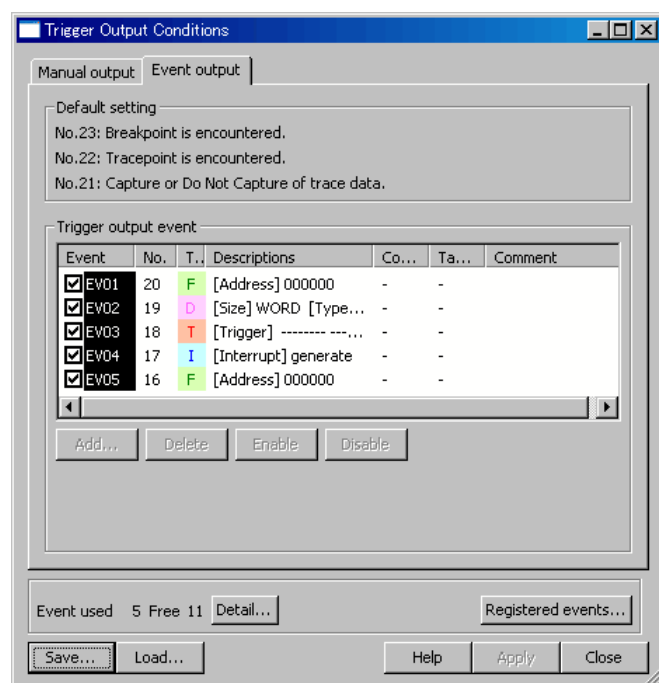 Trigger Output Conditions
Manual output Event output
Default setting
No.23: Breakpoint is encountered.
No.22: Tracepoint is encountered.
No.21: Capture or Do Not Capture of trace data.
Trigger output event
Event No. T.. Descriptions Co... Ta... Comment
EV01 20 F [Address] 000000 - -
EV02 19 D [Size] WORD [Type... - -
EV03 18 T [Trigger] -------- ---... - -
EV04 17 I [Interrupt] generate - -
EV05 16 F [Address] 000000 - -
Add... Delete Enable Disable
Event used 5 Free 11 Detail... Registered events...
Save... Load... Help Apply Close